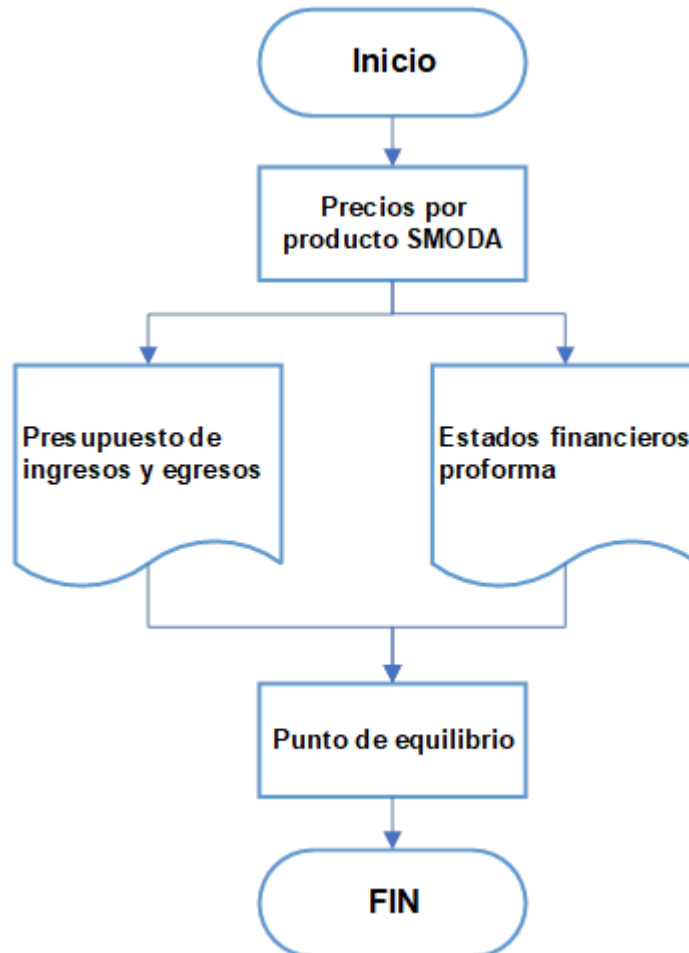 Inicio
Precios por
producto SMODA
Presupuesto de
ingresos y egresos
Estados financieros
proforma
Punto de equilibrio
FIN